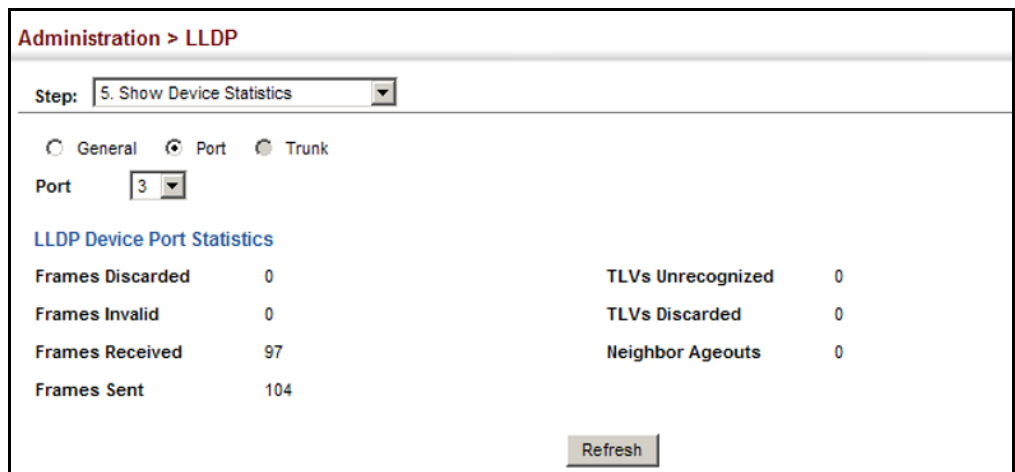 Administration > LLDP
Step: 5. Show Device Statistics
General Port Trunk
Port 3
LLDP Device Port Statistics
Frames Discarded 0 TLVs Unrecognized 0
Frames Invalid 0 TLVs Discarded 0
Frames Received 97 Neighbor Ageouts 0
Frames Sent 104
Refresh